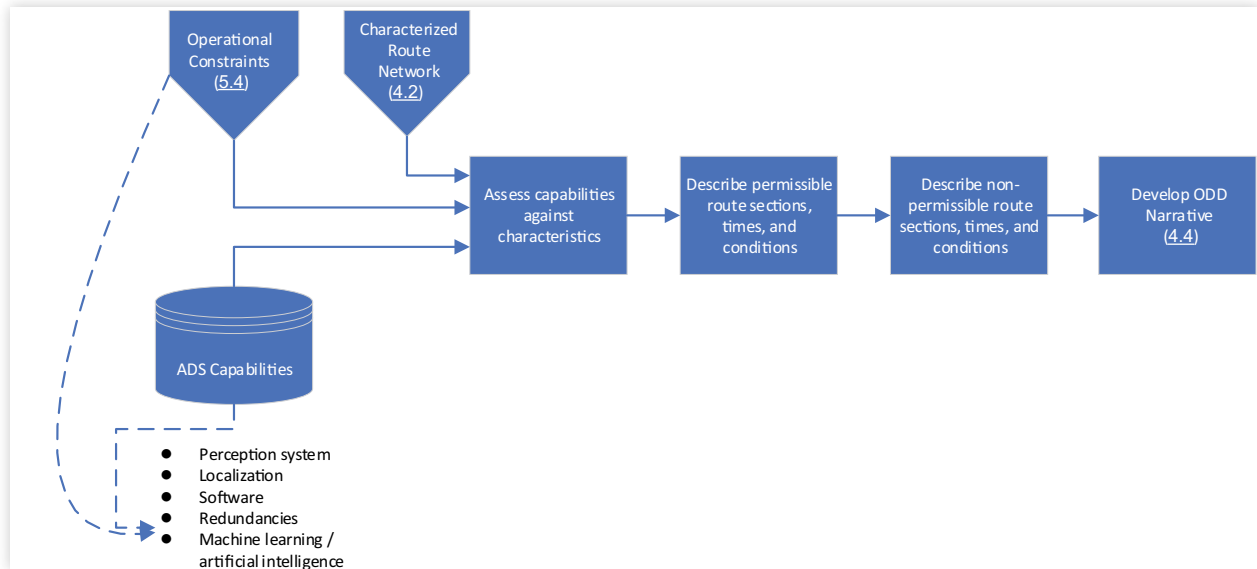 Operational
Constraints
(5.4)
Characterized
Route
Network
(4.2)
Assess capabilities
against
characteristics
Describe permissible
route sections,
times, and
conditions
Describe non-
permissible route
sections, times, and
conditions
Develop ODD
Narrative
(4.4)
ADS Capabilities
● Perception system
● Localization
● Software
● Redundancies
● Machine learning /
artificial intelligence